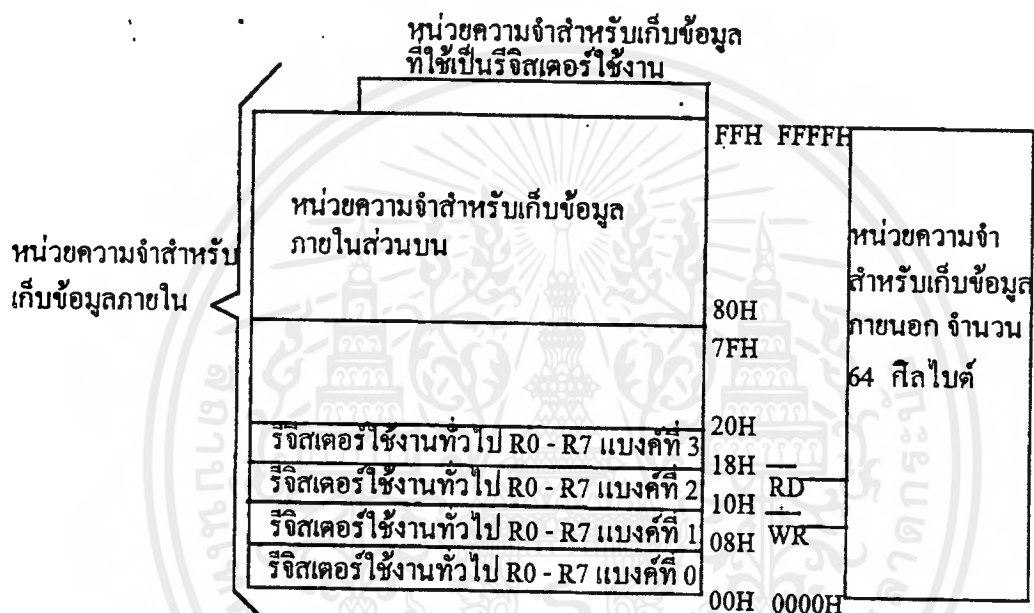 หน่วยความจำสำหรับเก็บข้อมูล
ที่ใช้เป็นรีจิสเตอร์ใช้งาน
FFH FFFFH
หน่วยความจำสำหรับเก็บข้อมูล
ภายในส่วนบน
หน่วยความจำสำหรับ
เก็บข้อมูลภายใน
หน่วยความจำ
สำหรับเก็บข้อมูล
ภายนอก จำนวน
64 กิโลไบต์
80H
7FH
20H
รีจิสเตอร์ใช้งานทั่วไป R0 - R7 แบงค์ที่ 3
18H
รีจิสเตอร์ใช้งานทั่วไป R0 - R7 แบงค์ที่ 2
RD
10H
รีจิสเตอร์ใช้งานทั่วไป R0 - R7 แบงค์ที่ 1
08H WR
รีจิสเตอร์ใช้งานทั่วไป R0 - R7 แบงค์ที่ 0
00H 0000H